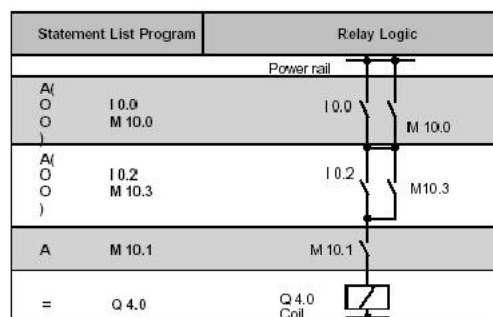 Statement List Program Relay Logic
Power rail
A(
O I 0.0 I 0.0
O M 10.0 M 10.0
)
A(
O I 0.2 I 0.2
O M 10.3 M10.3
)
A M 10.1 M 10.1
= Q 4.0 Q 4.0
Coil